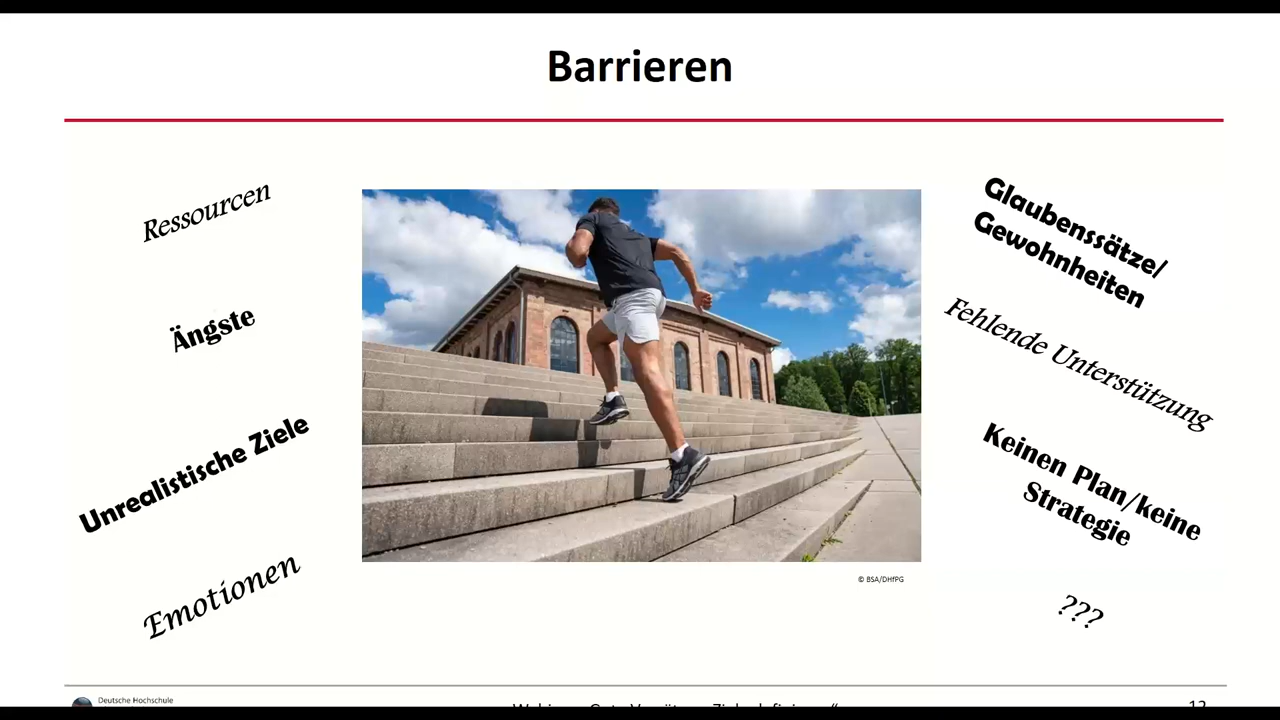 Barrieren
Ressourcen
Ängste
Unrealistische Ziele
Emotionen
© BSA/DHfPG
Glaubenssätze/
Gewohnheiten
Fehlende Unterstützung
Keinen Plan/keine
Strategie
???
Deutsche Hochschule
12